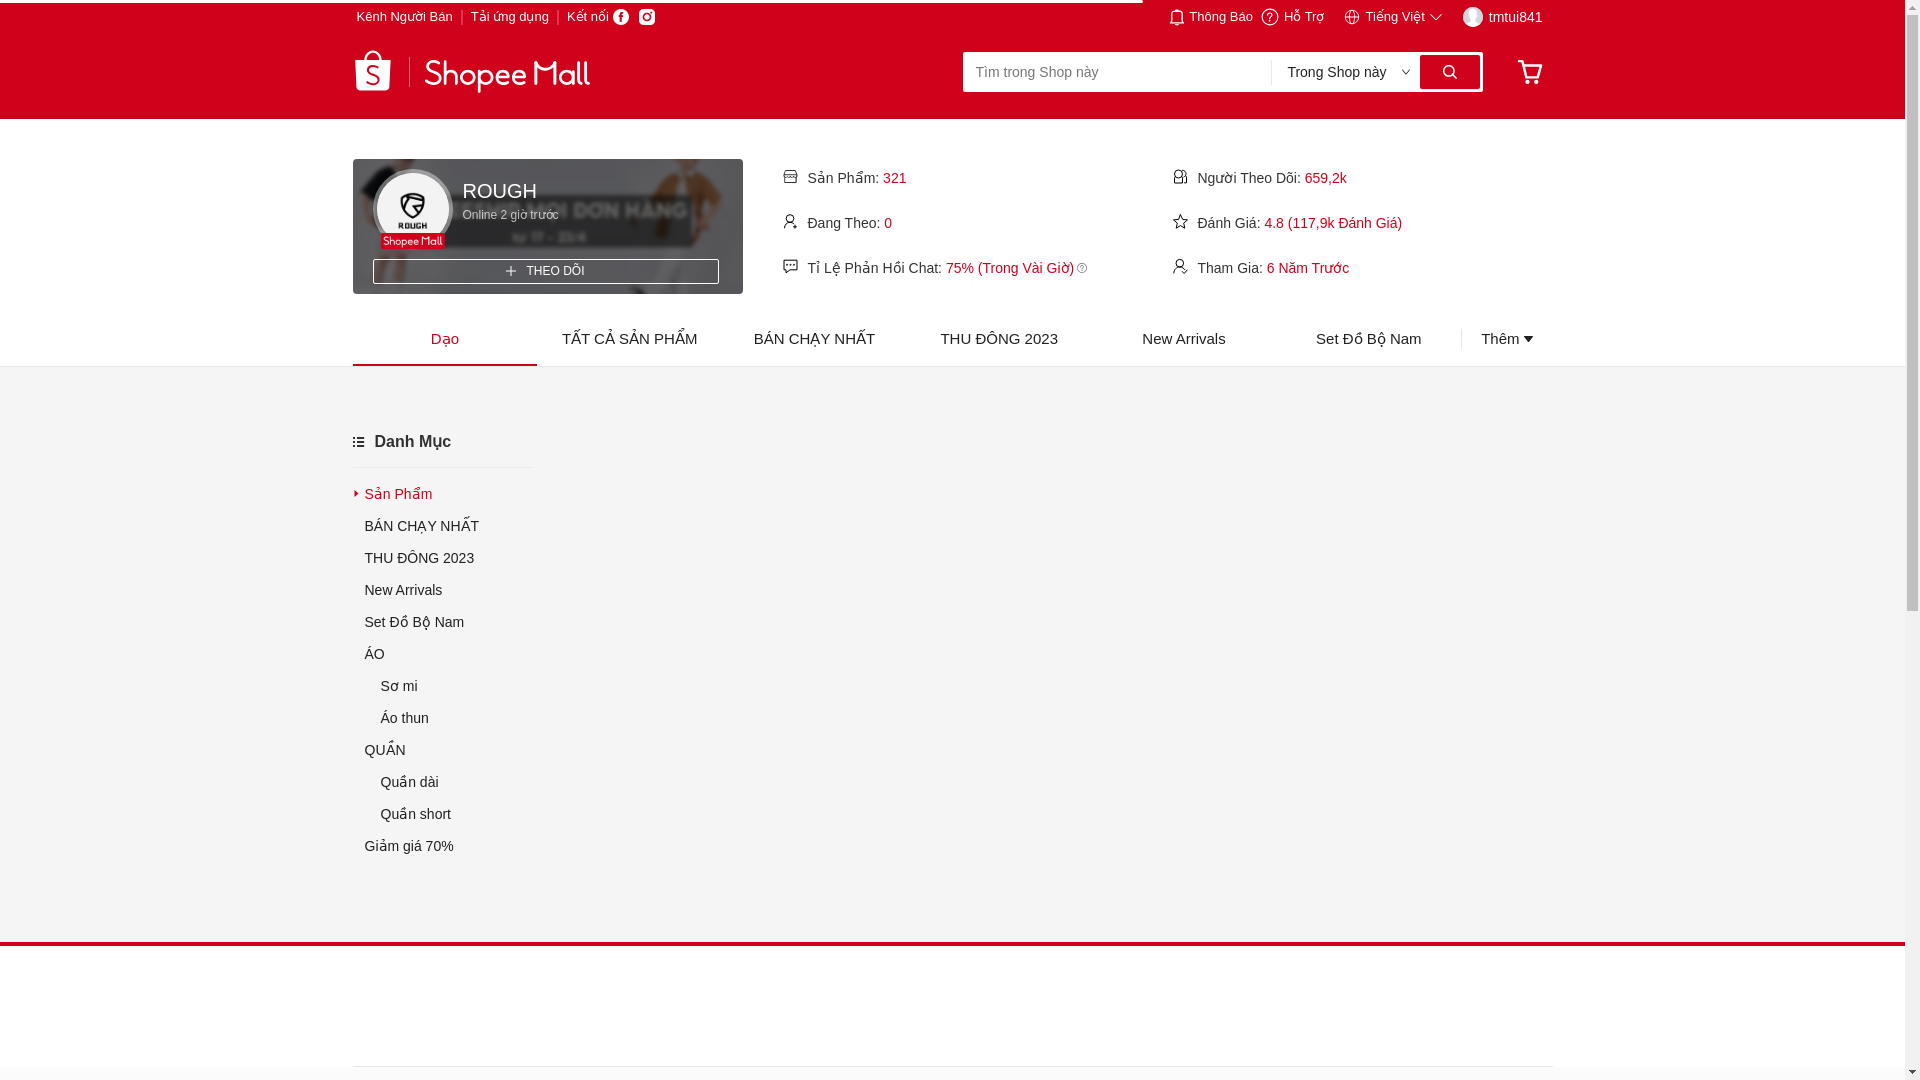 Kênh Người Bán
Tải ứng dụng
Kết nối
Thông Báo
Hỗ Trợ
Tiếng Việt
tmtui841
Shopee Mall
Tìm trong Shop này
Trong Shop này
ROUGH
Online 2 giờ trước
ROUGH
Shopee Mall
THEO DÕI
Sản Phẩm: 321
Người Theo Dõi: 659,2k
Đang Theo: 0
Đánh Giá: 4.8 (117,9k Đánh Giá)
Tỉ Lệ Phản Hồi Chat: 75% (Trong Vài Giờ)
Tham Gia: 6 Năm Trước
Dạo
TẤT CẢ SẢN PHẨM
BÁN CHẠY NHẤT
THU ĐÔNG 2023
New Arrivals
Set Đồ Bộ Nam
Thêm
Danh Mục
Sản Phẩm
BÁN CHẠY NHẤT
THU ĐÔNG 2023
New Arrivals
Set Đồ Bộ Nam
ÁO
Sơ mi
Áo thun
QUẦN
Quần dài
Quần short
Giảm giá 70%